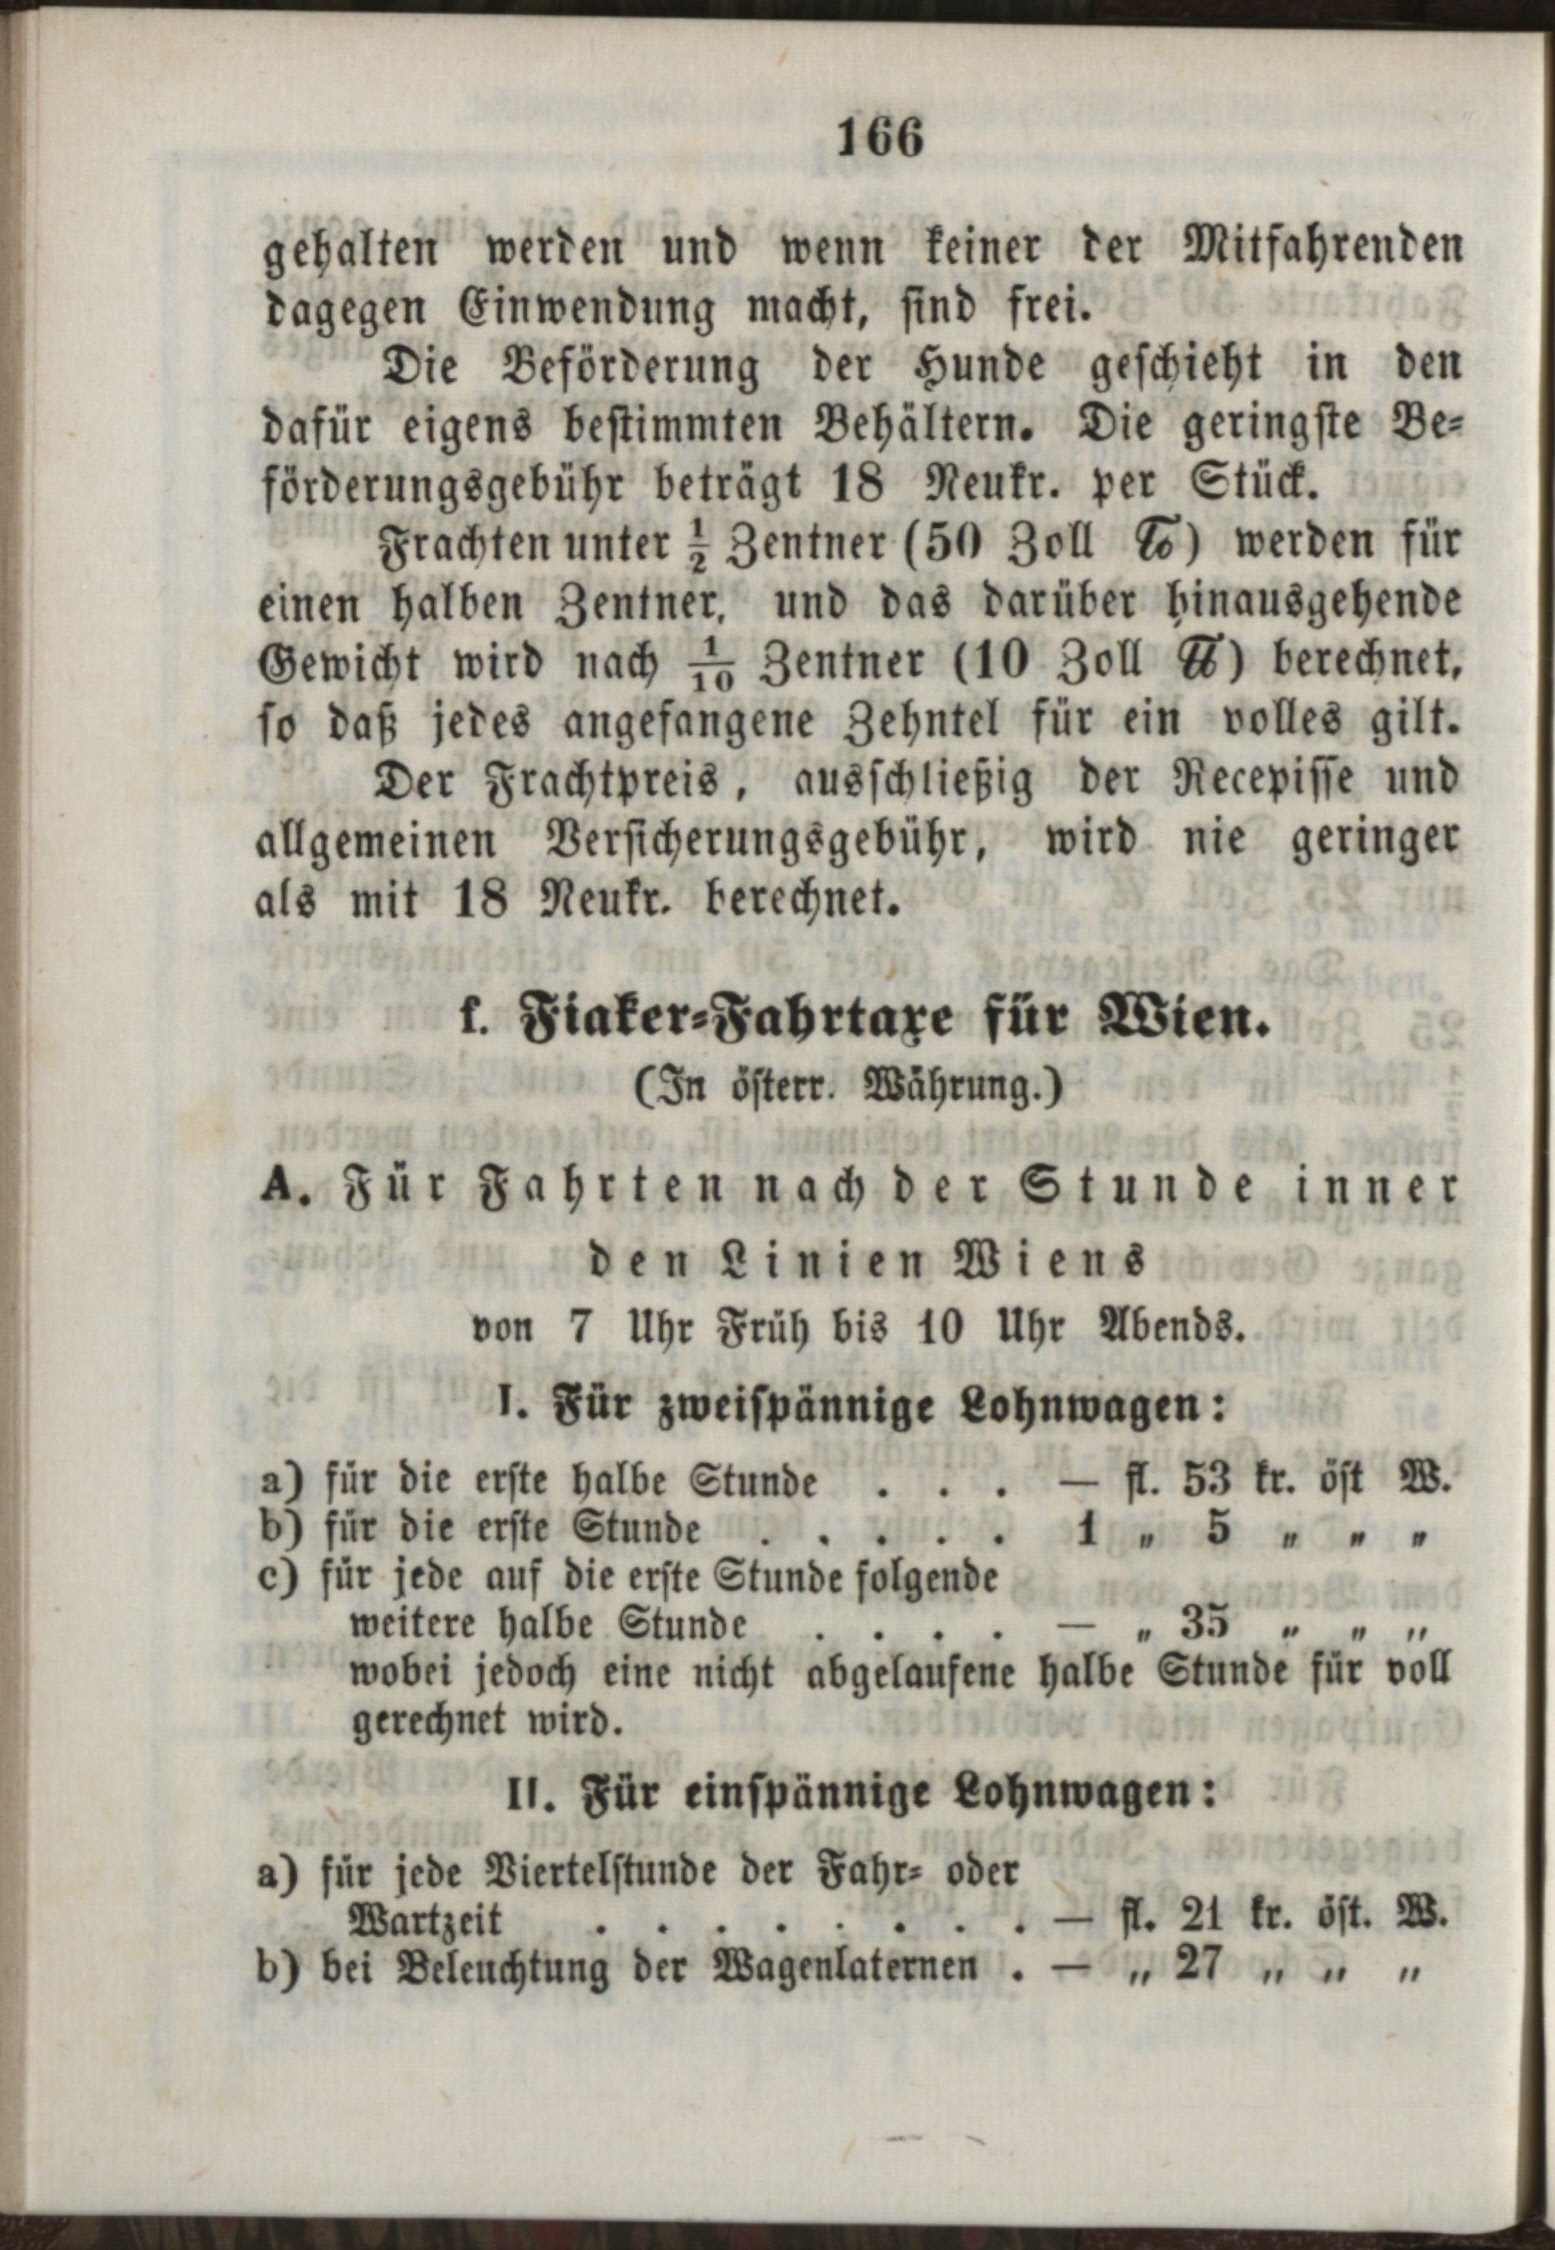 166
gehalten werden und wenn keiner der Mitfahrenden
dagegen Einwendung macht, sind frei.
Die Beförderung der Hunde geschieht in den
dafür eigens bestimmten Behältern. Die geringste Be-
förderungsgebühr beträgt 18 Neukr. per Stück.
Frachten unter ½ Zentner (50 Zoll ℔) werden für
einen halben Zentner, und das darüber hinausgehende
Gewicht wird nach 1/10 Zentner (10 Zoll ℔) berechnet,
so daß jedes angefangene Zehntel für ein volles gilt.
Der Frachtpreis, ausschließig der Recepisse und
allgemeinen Versicherungsgebühr, wird nie geringer
als mit 18 Neukr. berechnet.
f. Fiaker-Fahrtaxe für Wien.
(In österr. Währung.)
A. Für Fahrten nach der Stunde inner
den Linien Wiens
von 7 Uhr Früh bis 10 Uhr Abends.
I. Für zweispännige Lohnwagen:
a) für die erste halbe Stunde . . . — fl. 53 kr. öst W.
b) für die erste Stunde . . . . . 1 „ 5 „ „ „
c) für jede auf die erste Stunde folgende
weitere halbe Stunde . . . . — „ 35 „ „ „
wobei jedoch eine nicht abgelaufene halbe Stunde für voll
gerechnet wird.
II. Für einspännige Lohnwagen:
a) für jede Viertelstunde der Fahr- oder
Wartzeit . . . . . . . . — fl. 21 kr. öst. W.
b) bei Beleuchtung der Wagenlaternen . — „ 27 „ „ „